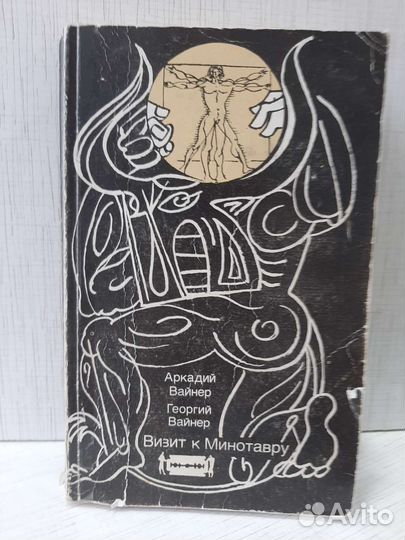 Аркадий
Вайнер
Георгий
Вайнер
Визит к Минотавру
Avito